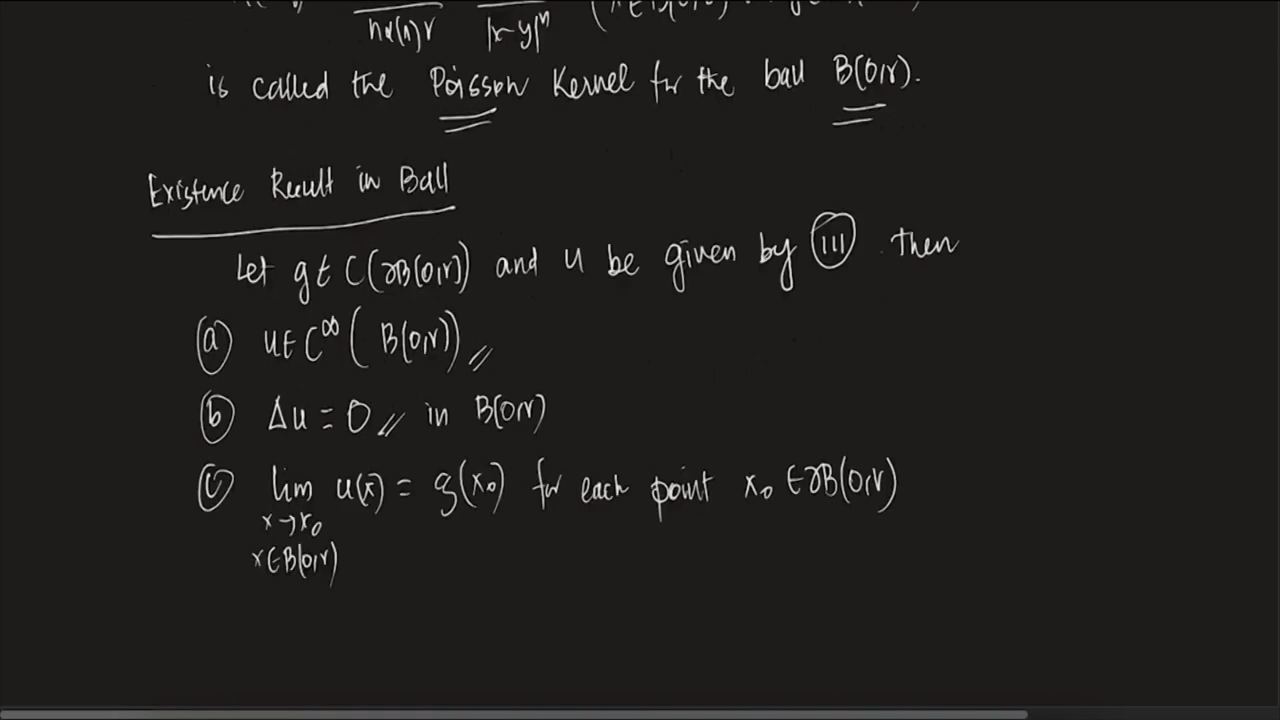 nα(n)r |x-y|ⁿ
is called the Poisson Kernel for the ball B(0,r).
Existence Result in Ball
Let g ∈ C(∂B(0,r)) and u be given by (III) then
(a) u ∈ C^∞ ( B(0,r))
(b) Δu = 0 in B(0,r)
(c) lim u(x) = g(x₀) for each point x₀ ∈ ∂B(0,r)
x→x₀
x∈B(0,r)